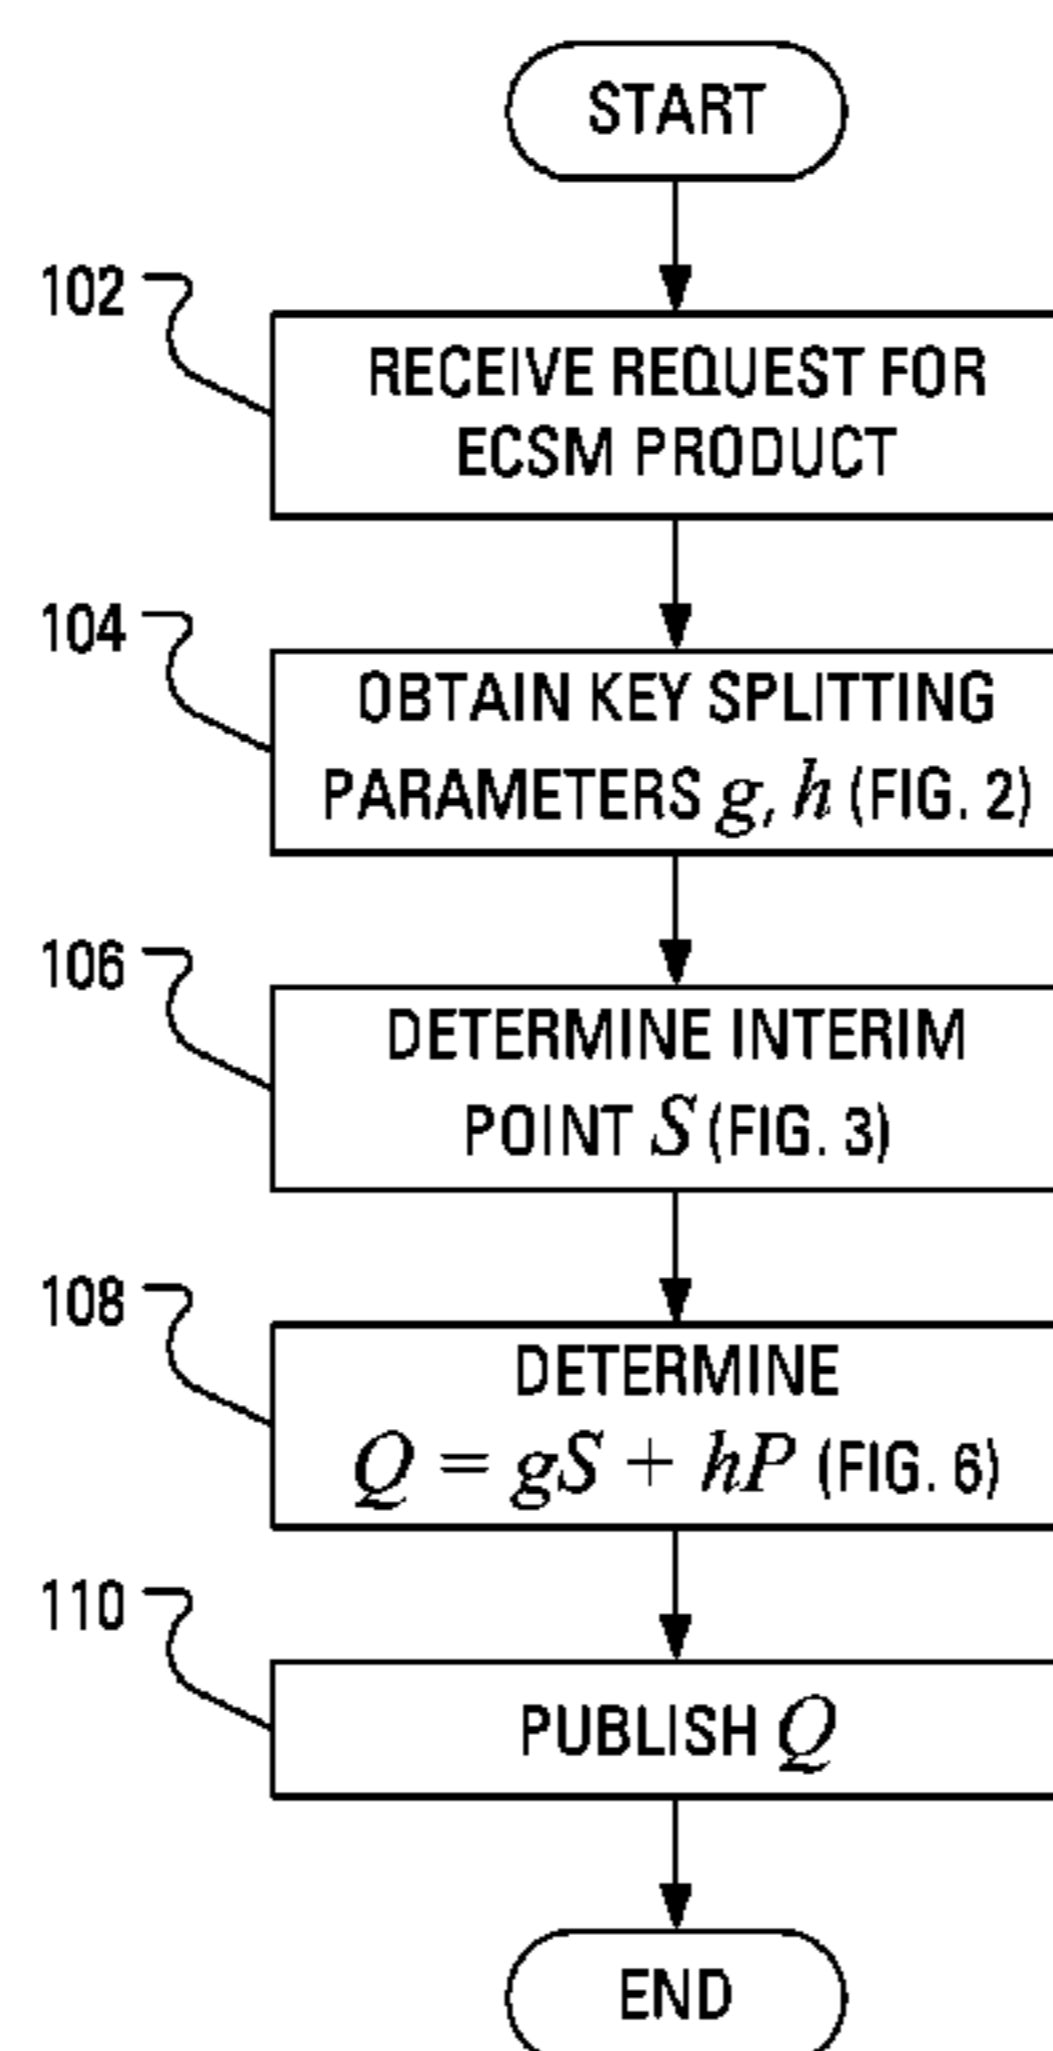 START
102
RECEIVE REQUEST FOR
ECSM PRODUCT
104
OBTAIN KEY SPLITTING
PARAMETERS g, h (FIG. 2)
106
DETERMINE INTERIM
POINT S (FIG. 3)
108
DETERMINE
Q = gS + hP (FIG. 6)
110
PUBLISH Q
END